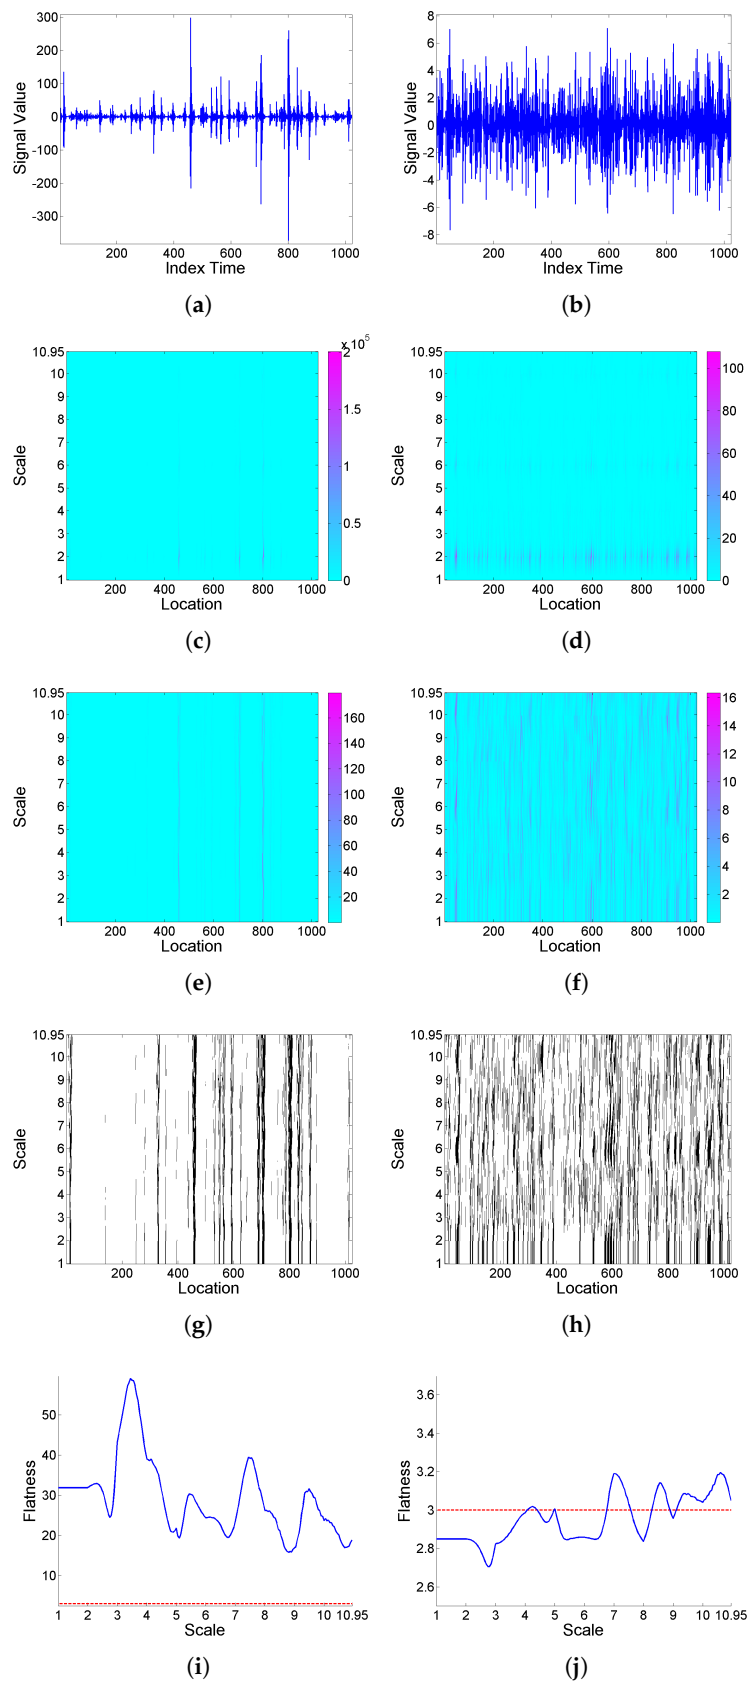 300
200
100
0
-100
-200
-300
Signal Value
200 400 600 800 1000
Index Time
(a)
8
6
4
2
0
-2
-4
-6
-8
Signal Value
200 400 600 800 1000
Index Time
(b)
10.95
10
9
8
7
6
5
4
3
2
1
Scale
200 400 600 800 1000
Location
x 10^5
2
1.5
1
0.5
0
(c)
10.95
10
9
8
7
6
5
4
3
2
1
Scale
200 400 600 800 1000
Location
100
80
60
40
20
0
(d)
10.95
10
9
8
7
6
5
4
3
2
1
Scale
200 400 600 800 1000
Location
160
140
120
100
80
60
40
20
(e)
10.95
10
9
8
7
6
5
4
3
2
1
Scale
200 400 600 800 1000
Location
16
14
12
10
8
6
4
2
(f)
10.95
10
9
8
7
6
5
4
3
2
1
Scale
200 400 600 800 1000
Location
(g)
10.95
10
9
8
7
6
5
4
3
2
1
Scale
200 400 600 800 1000
Location
(h)
50
40
30
20
10
Flatness
1 2 3 4 5 6 7 8 9 10 10.95
Scale
(i)
3.6
3.4
3.2
3
2.8
2.6
Flatness
1 2 3 4 5 6 7 8 9 10.95
Scale
(j)